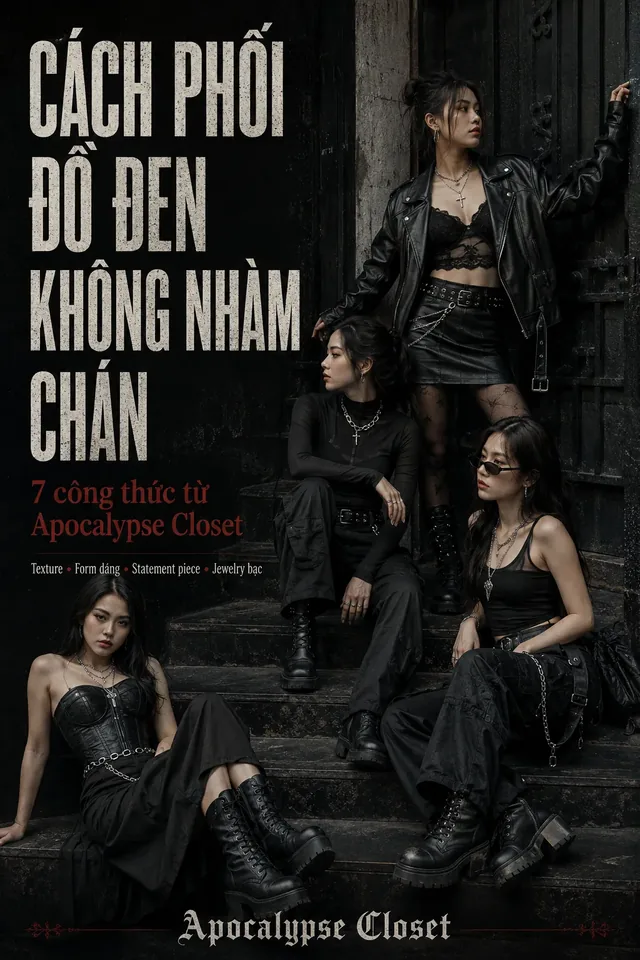 CÁCH PHỐI
ĐỒ ĐEN
KHÔNG NHÀM
CHÁN
7 công thức từ
Apocalypse Closet
Texture • Form dáng • Statement piece • Jewelry bạc
Apocalypse Closet